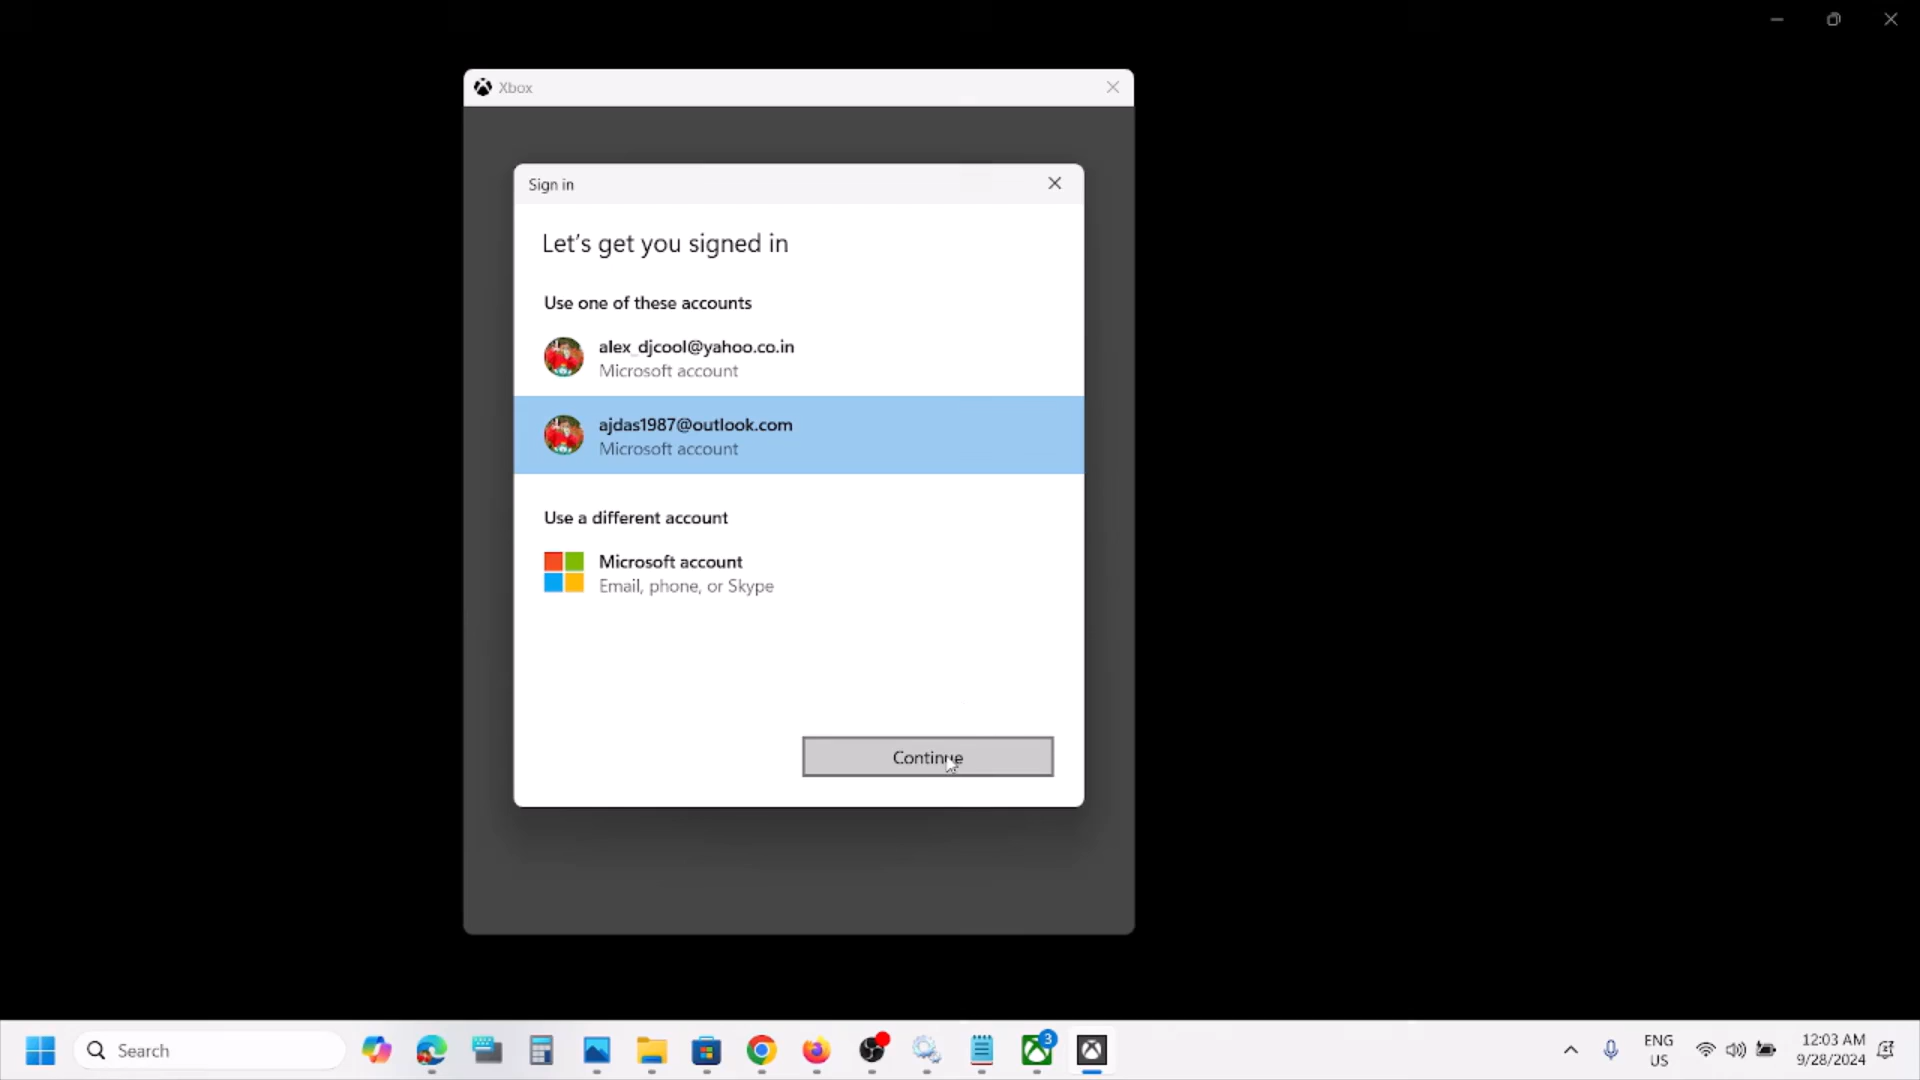 Xbox
Sign in
Let's get you signed in
Use one of these accounts
alex_djcool@yahoo.co.in
Microsoft account
ajdas1987@outlook.com
Microsoft account
Use a different account
Microsoft account
Email, phone, or Skype
Continue
Search
3
ENG
US
12:03 AM
9/28/2024